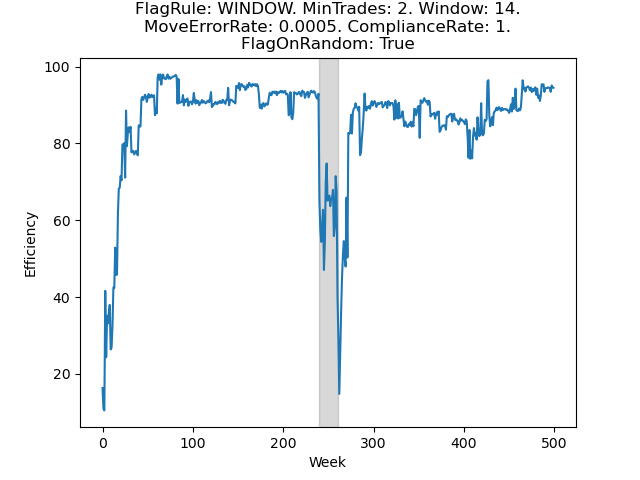 FlagRule: WINDOW. MinTrades: 2. Window: 14.
MoveErrorRate: 0.0005. ComplianceRate: 1.
FlagOnRandom: True
100
80
60
40
20
Efficiency
0
100
200
300
400
500
Week